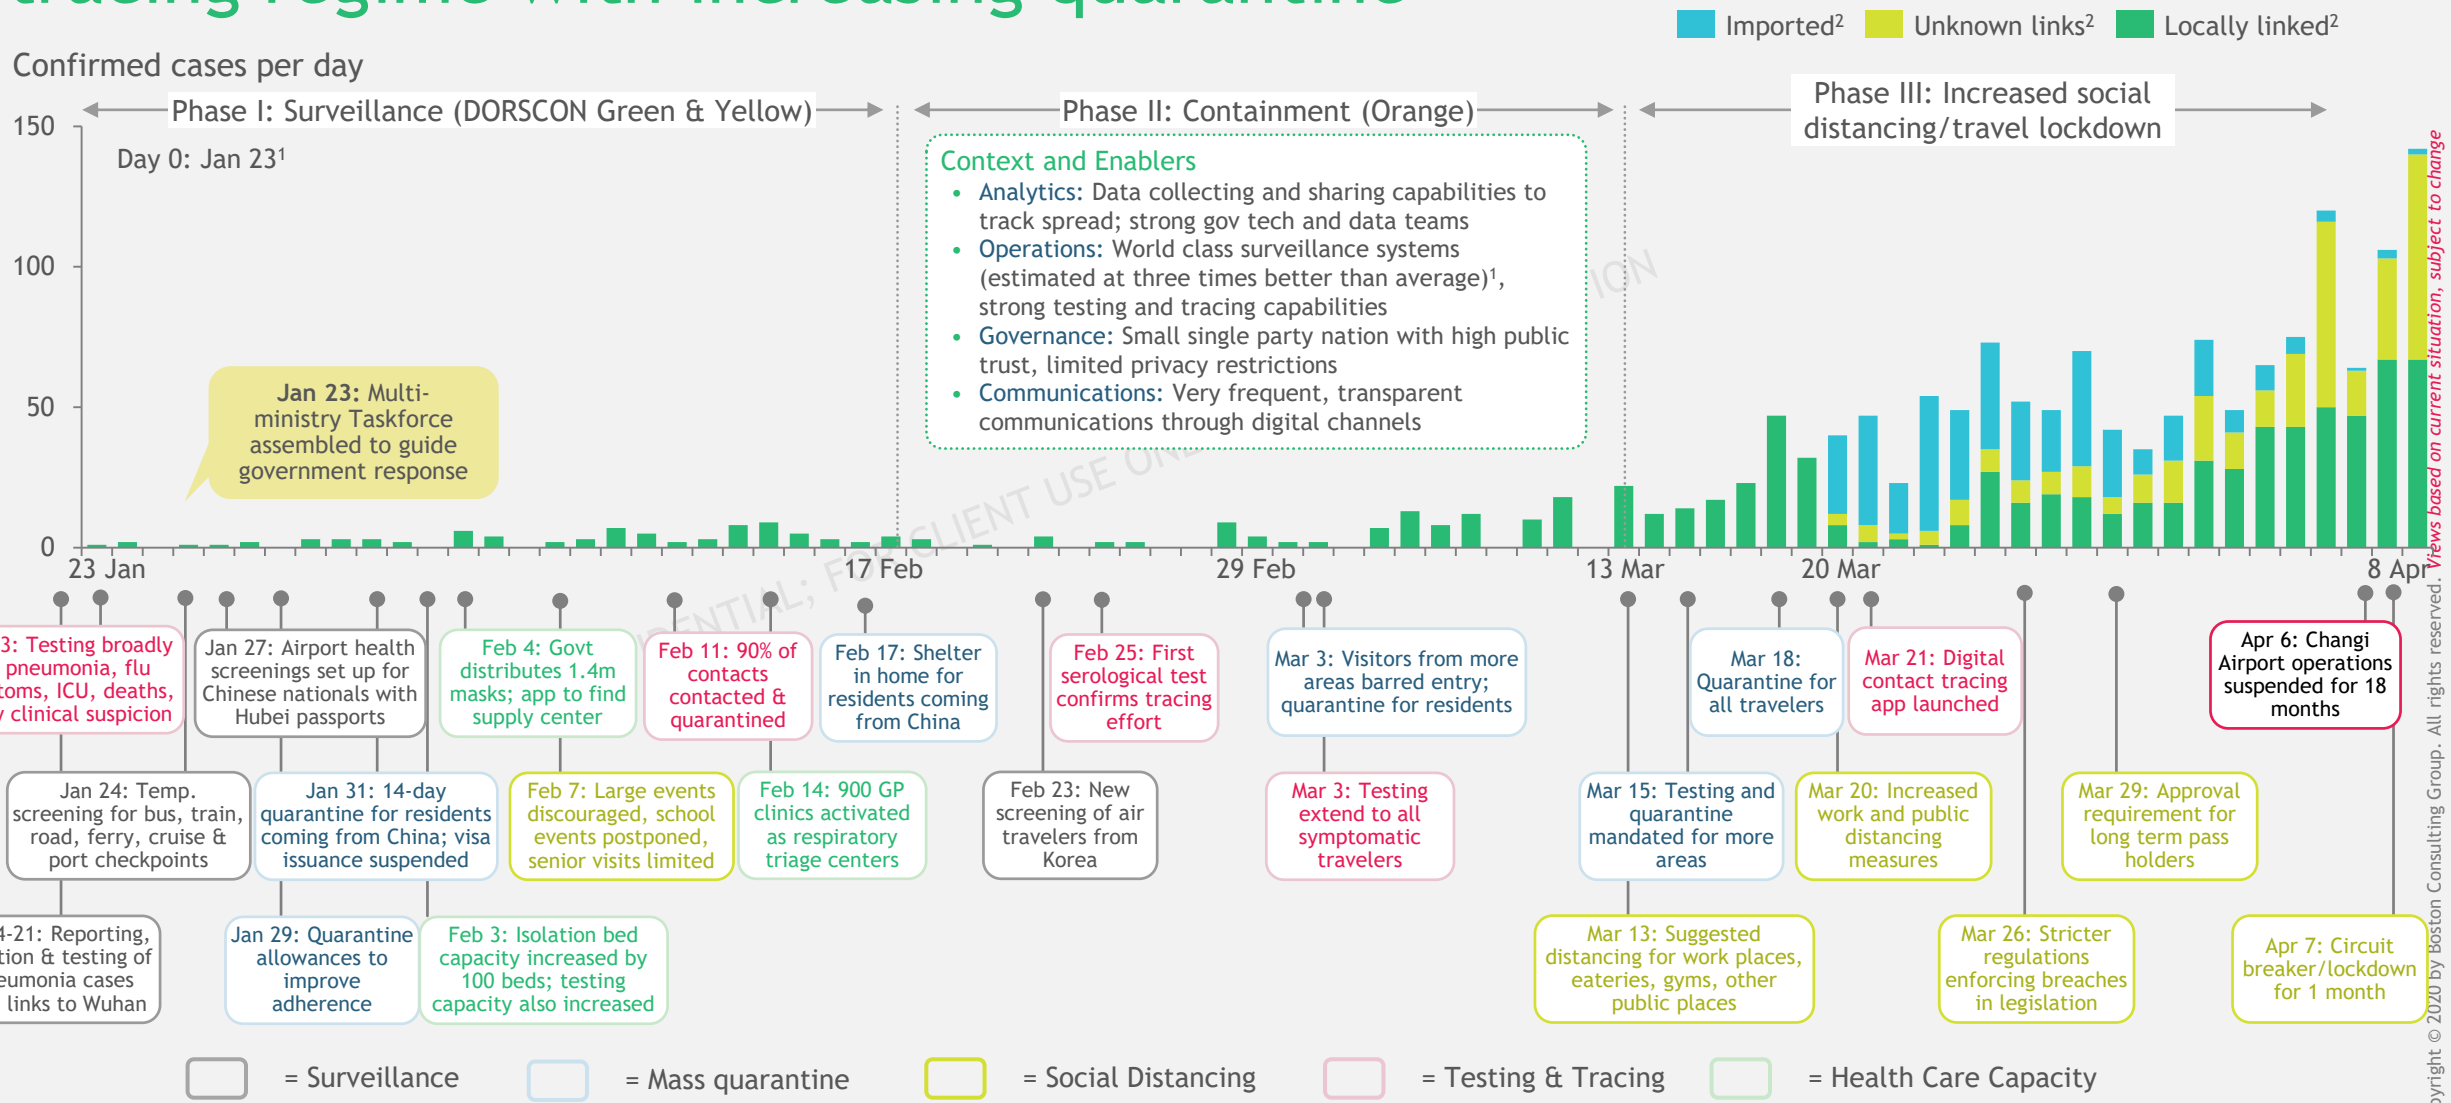 tracing regime with increasing quarantine
Imported²
Unknown links²
Locally linked²
Confirmed cases per day
Phase I: Surveillance (DORSCON Green & Yellow)
Phase II: Containment (Orange)
Phase III: Increased social
distancing/travel lockdown
150
100
50
0
Day 0: Jan 23¹
Jan 23: Multi-
ministry Taskforce
assembled to guide
government response
Context and Enablers
• Analytics: Data collecting and sharing capabilities to
track spread; strong gov tech and data teams
• Operations: World class surveillance systems
(estimated at three times better than average)¹,
strong testing and tracing capabilities
• Governance: Small single party nation with high public
trust, limited privacy restrictions
• Communications: Very frequent, transparent
communications through digital channels
FOR CLIENT USE
23 Jan
17 Feb
29 Feb
13 Mar
20 Mar
8 Apr
3: Testing broadly
pneumonia, flu
ICU, deaths,
clinical suspicion
Jan 27: Airport health
screenings set up for
Chinese nationals with
Hubei passports
Feb 4: Govt
distributes 1.4m
masks; app to find
supply center
Feb 11: 90% of
contacts
contacted &
quarantined
Feb 17: Shelter
in home for
residents coming
from China
Feb 25: First
serological test
confirms tracing
effort
Mar 3: Visitors from more
areas barred entry;
quarantine for residents
Mar 18:
Quarantine for
all travelers
Mar 21: Digital
contact tracing
app launched
Apr 6: Changi
Airport operations
suspended for 18
months
Jan 24: Temp.
screening for bus, train,
road, ferry, cruise &
port checkpoints
Jan 31: 14-day
quarantine for residents
coming from China; visa
issuance suspended
Feb 7: Large events
discouraged, school
events postponed,
senior visits limited
Feb 14: 900 GP
clinics activated
as respiratory
triage centers
Feb 23: New
screening of air
travelers from
Korea
Mar 3: Testing
extend to all
symptomatic
travelers
Mar 15: Testing and
quarantine
mandated for more
areas
Mar 20: Increased
work and public
distancing
measures
Mar 29: Approval
requirement for
long term pass
holders
4-21: Reporting,
& testing of
cases
links to Wuhan
Jan 29: Quarantine
allowances to
improve
adherence
Feb 3: Isolation bed
capacity increased by
100 beds; testing
capacity also increased
Mar 13: Suggested
distancing for work places,
eateries, gyms, other
public places
Mar 26: Stricter
regulations
enforcing breaches
in legislation
Apr 7: Circuit
breaker/lockdown
for 1 month
= Surveillance
= Mass quarantine
= Social Distancing
= Testing & Tracing
= Health Care Capacity
Views based on current situation, subject to change
© 2020 by Boston Consulting Group. All rights reserved.